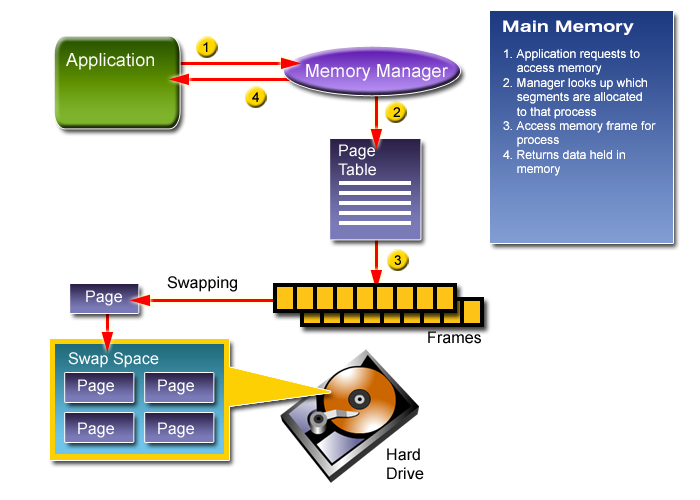 Application
1
4
Memory Manager
2
Page
Table
3
Swapping
Page
Frames
Swap Space
Page
Page
Page
Page
Hard
Drive
Main Memory
1. Application requests to
access memory
2. Manager looks up which
segments are allocated
to that process
3. Access memory frame for
process
4. Returns data held in
memory